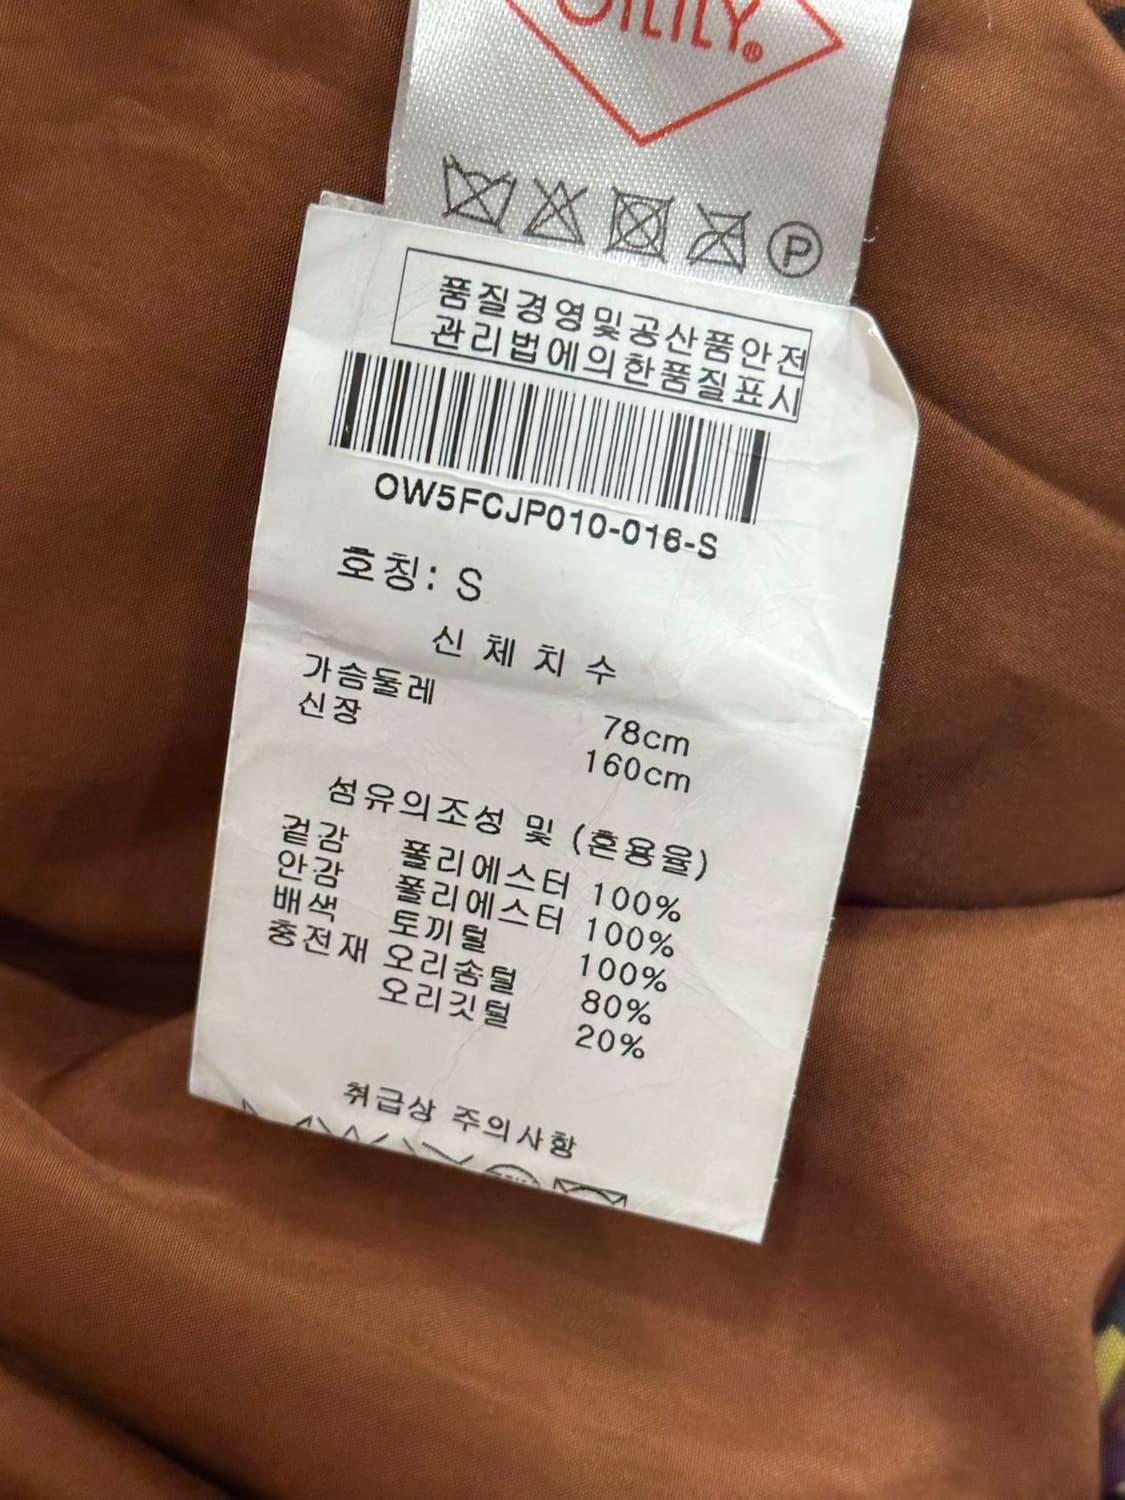 OILILY®
P
품질경영및공산품안전
관리법에의한품질표시
OW5FCJP010-016-S
호칭: S
신체치수
가슴둘레 78cm
신장 160cm
섬유의조성 및 (혼용율)
겉감 폴리에스터 100%
안감 폴리에스터 100%
배색 토끼털 100%
충전재 오리솜털 80%
오리깃털 20%
취급상 주의사항